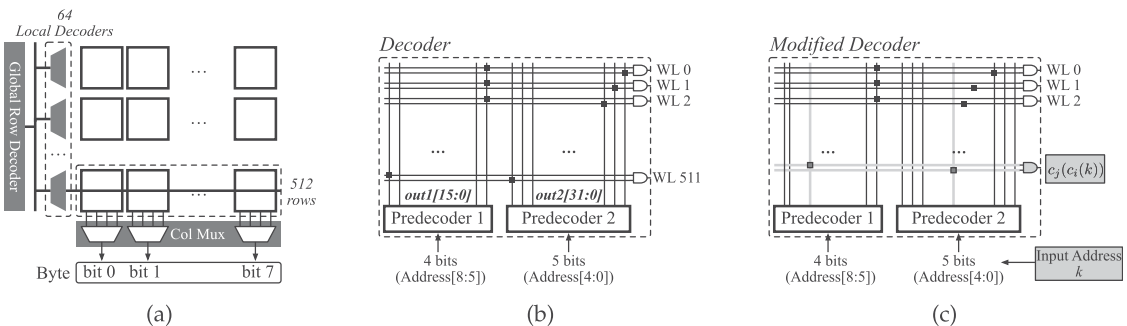 64
Local Decoders
Global Row Decoder
...
...
...
...
512
rows
Col Mux
Byte
bit 0
bit 1
bit 7
(a)
Decoder
WL 0
WL 1
WL 2
...
...
WL 511
out1[15:0]
out2[31:0]
Predecoder 1
Predecoder 2
4 bits
(Address[8:5])
5 bits
(Address[4:0])
(b)
Modified Decoder
WL 0
WL 1
WL 2
...
...
c_j(c_i(k))
Predecoder 1
Predecoder 2
4 bits
(Address[8:5])
5 bits
(Address[4:0])
Input Address
k
(c)